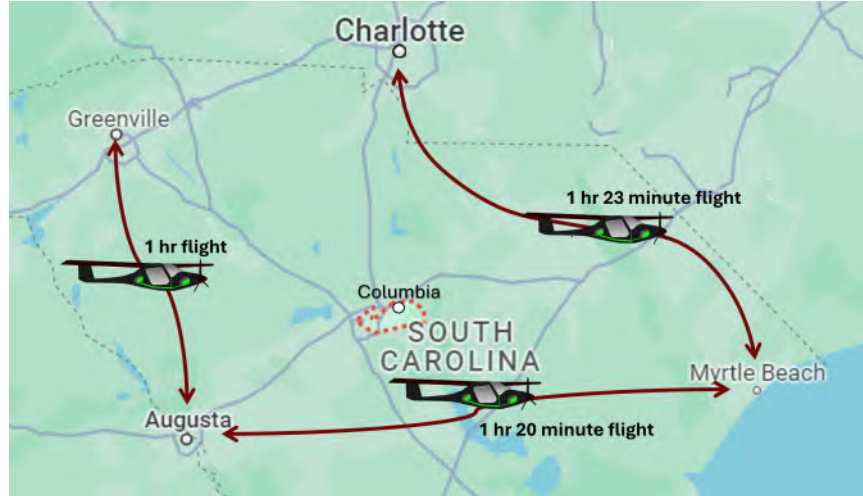 Charlotte
Greenville
1 hr 23 minute flight
1 hr flight
Columbia
SOUTH
CAROLINA
Myrtle Beach
Augusta
1 hr 20 minute flight